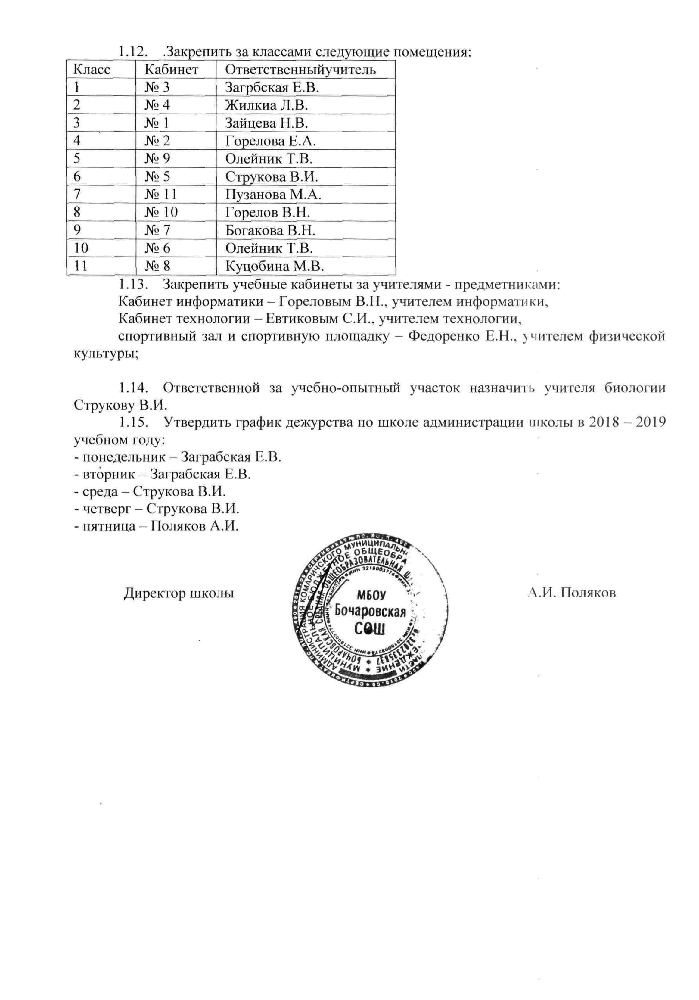 1.12. .Закрепить за классами следующие помещения:
Класс Кабинет Ответственныйучитель
1 № 3 Загрбская Е.В.
2 № 4 Жилкиа Л.В.
3 № 1 Зайцева Н.В.
4 № 2 Горелова Е.А.
5 № 9 Олейник Т.В.
6 № 5 Струкова В.И.
7 № 11 Пузанова М.А.
8 № 10 Горелов В.Н.
9 № 7 Богакова В.Н.
10 № 6 Олейник Т.В.
11 № 8 Куцобина М.В.
1.13. Закрепить учебные кабинеты за учителями - предметниками:
Кабинет информатики – Гореловым В.Н., учителем информатики,
Кабинет технологии – Евтиковым С.И., учителем технологии,
спортивный зал и спортивную площадку – Федоренко Е.Н., учителем физической
культуры;
1.14. Ответственной за учебно-опытный участок назначить учителя биологии
Струкову В.И.
1.15. Утвердить график дежурства по школе администрации школы в 2018 – 2019
учебном году:
- понедельник – Заграбская Е.В.
- вторник – Заграбская Е.В.
- среда – Струкова В.И.
- четверг – Струкова В.И.
- пятница – Поляков А.И.
Директор школы
А.И. Поляков
МБОУ
Бочаровская
СОШ